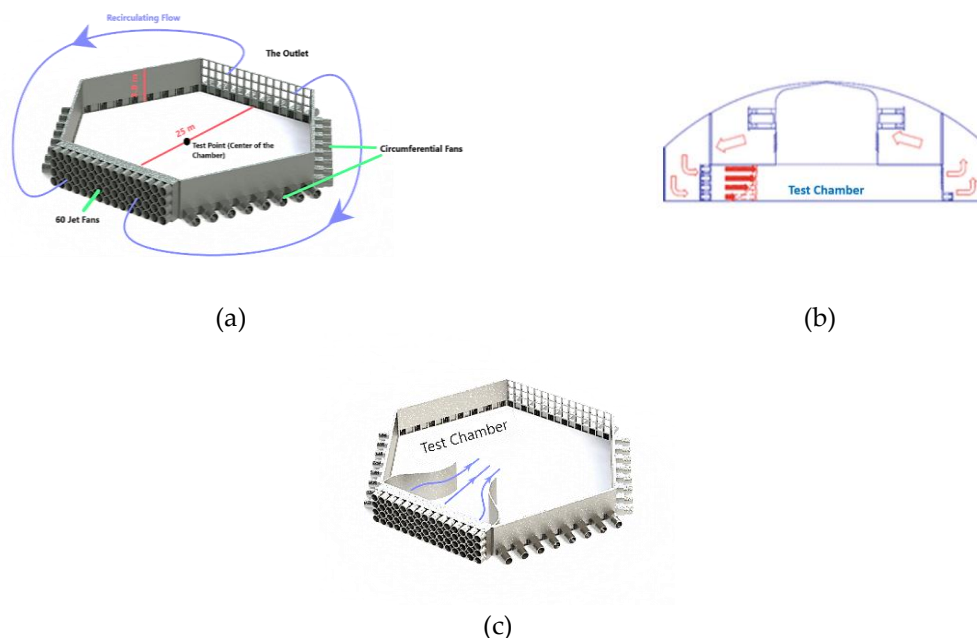 Recirculating Flow
The Outlet
25 m
Test Point (Center of the
Chamber)
Circumferential Fans
60 Jet Fans
(a)
Test Chamber
(b)
Test Chamber
(c)